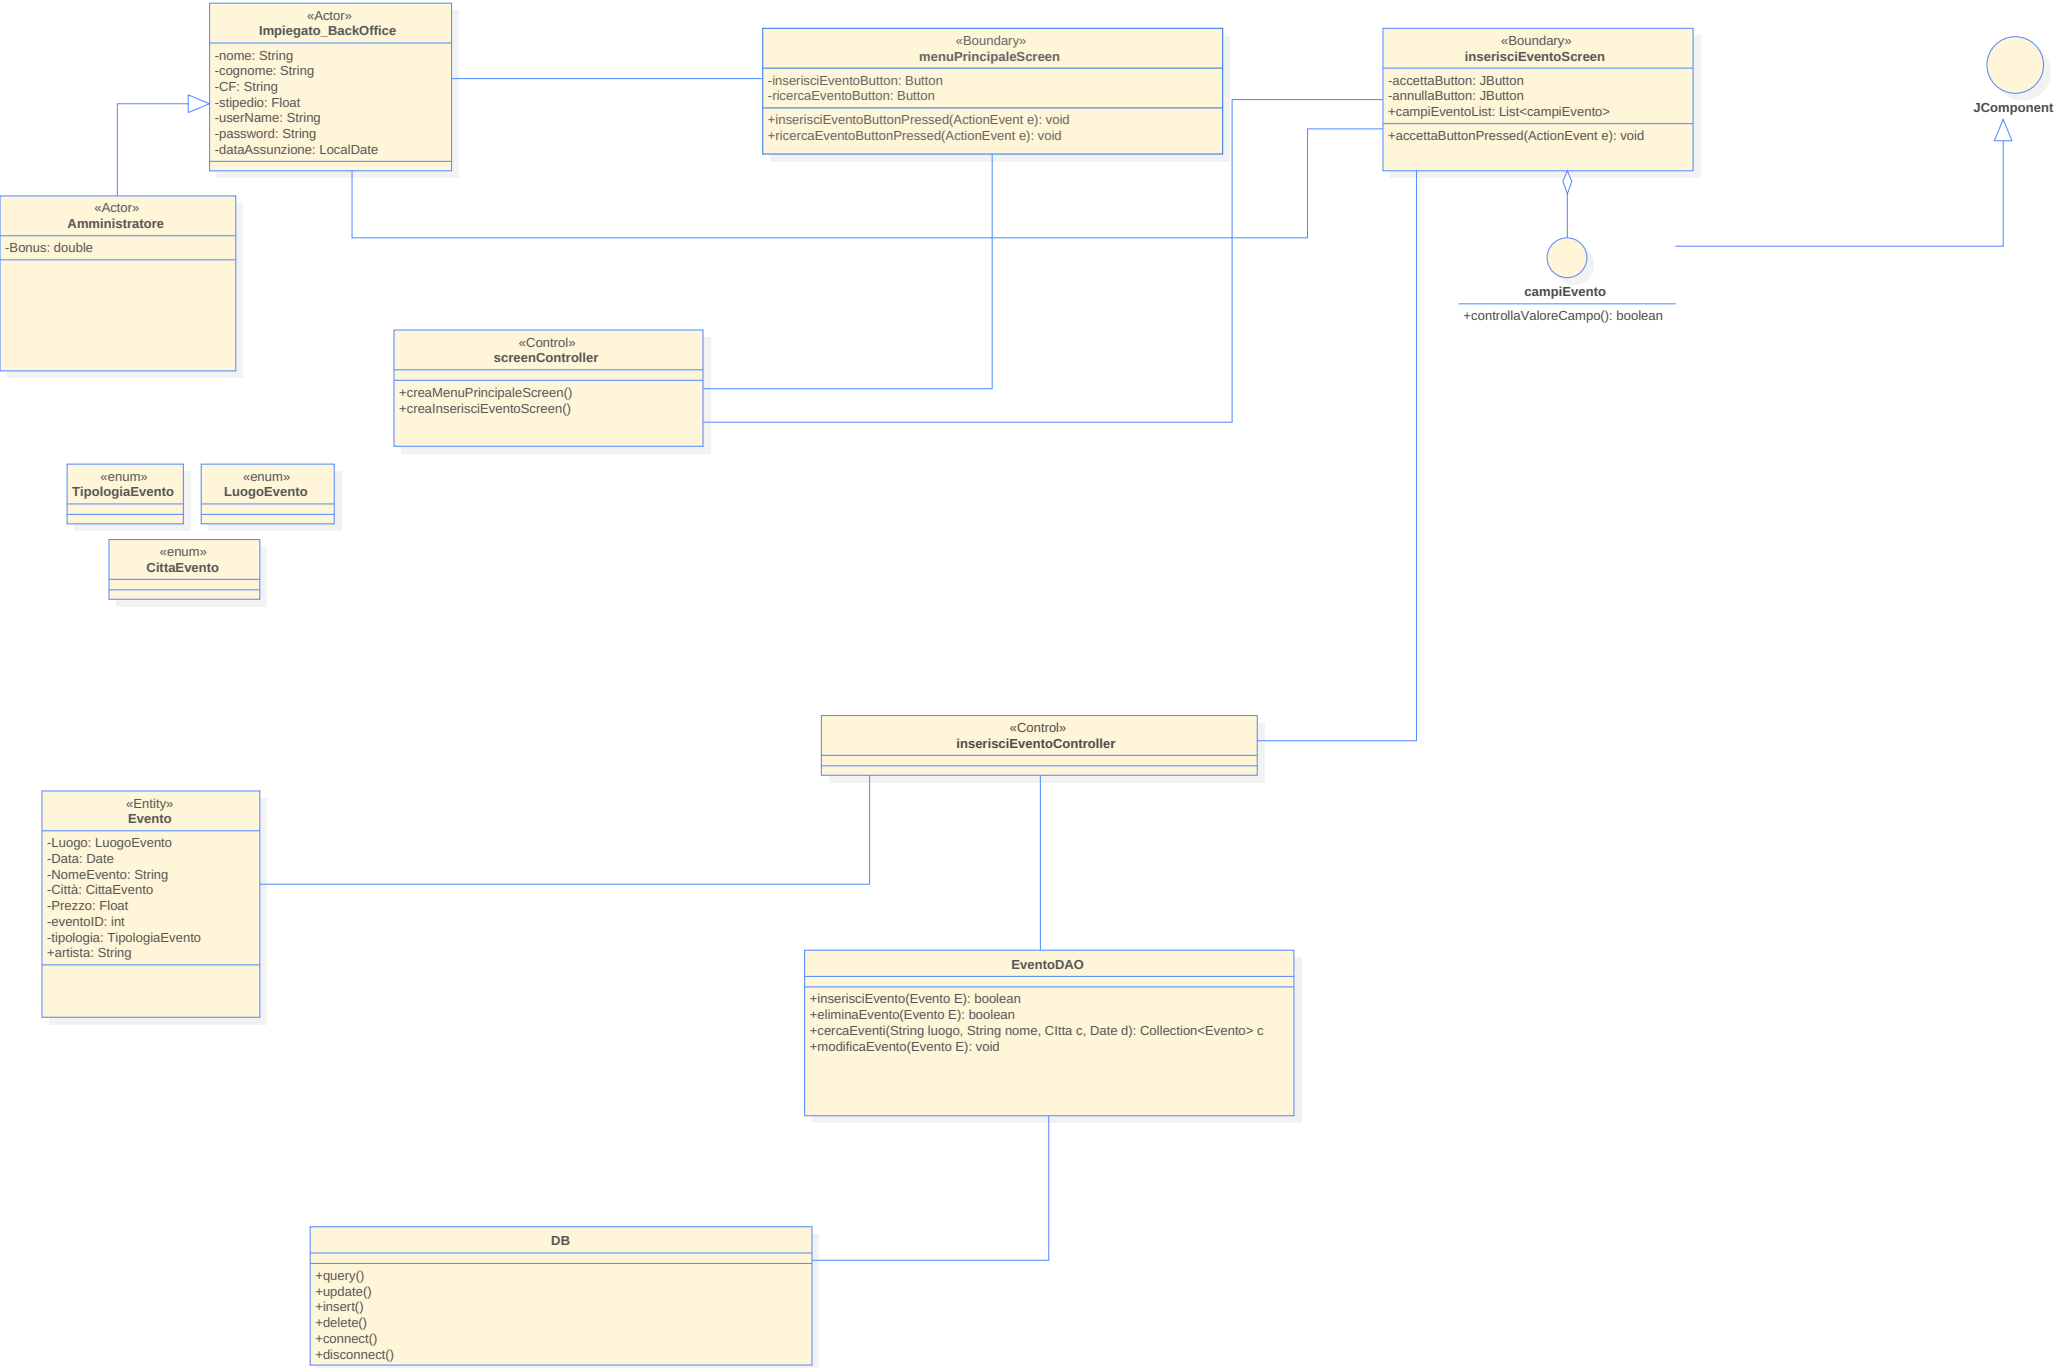 «Actor»
Impiegato_BackOffice
-nome: String
-cognome: String
-CF: String
-stipedio: Float
-userName: String
-password: String
-dataAssunzione: LocalDate
«Boundary»
menuPrincipaleScreen
-inserisciEventoButton: Button
-ricercaEventoButton: Button
+inserisciEventoButtonPressed(ActionEvent e): void
+ricercaEventoButtonPressed(ActionEvent e): void
«Boundary»
inserisciEventoScreen
-accettaButton: JButton
-annullaButton: JButton
+campiEventoList: List<campiEvento>
+accettaButtonPressed(ActionEvent e): void
JComponent
«Actor»
Amministratore
-Bonus: double
campiEvento
+controllaValoreCampo(): boolean
«Control»
screenController
+creaMenuPrincipaleScreen()
+creaInserisciEventoScreen()
«enum»
TipologiaEvento
«enum»
LuogoEvento
«enum»
CittaEvento
«Control»
inserisciEventoController
«Entity»
Evento
-Luogo: LuogoEvento
-Data: Date
-NomeEvento: String
-Città: CittaEvento
-Prezzo: Float
-eventoID: int
-tipologia: TipologiaEvento
+artista: String
EventoDAO
+inserisciEvento(Evento E): boolean
+eliminaEvento(Evento E): boolean
+cercaEventi(String luogo, String nome, CItta c, Date d): Collection<Evento> c
+modificaEvento(Evento E): void
DB
+query()
+update()
+insert()
+delete()
+connect()
+disconnect()